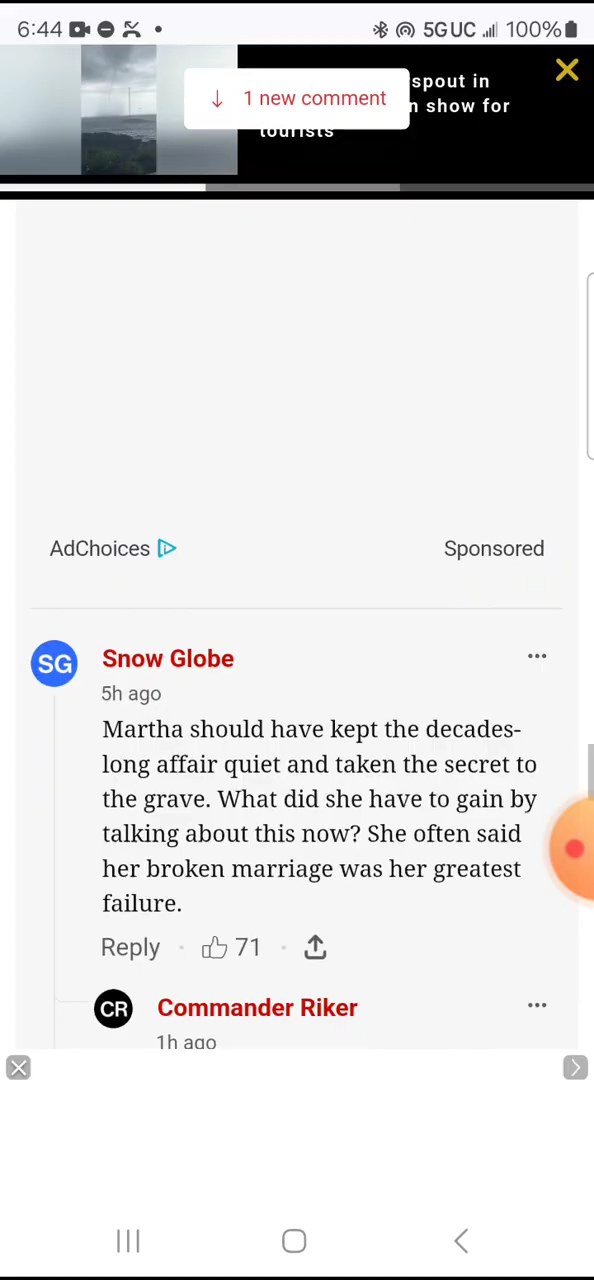 6:44 5GUC 100%
spout in
↓ 1 new comment
n show for
tourists
AdChoices Sponsored
SG Snow Globe ...
5h ago
Martha should have kept the decades-
long affair quiet and taken the secret to
the grave. What did she have to gain by
talking about this now? She often said
her broken marriage was her greatest
failure.
Reply · 71 ·
CR Commander Riker ...
1h ago